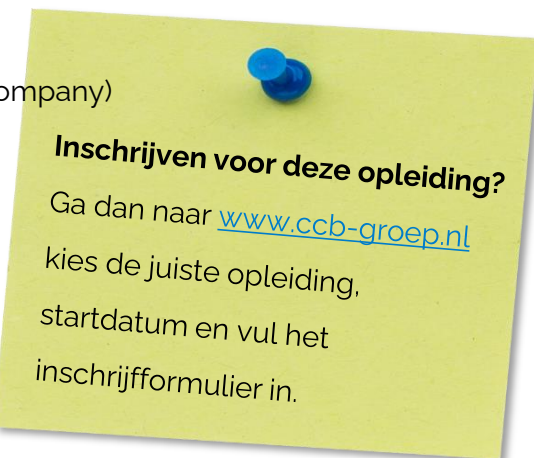 ompany)
Inschrijven voor deze opleiding?
Ga dan naar www.ccb-groep.nl
kies de juiste opleiding,
startdatum en vul het
inschrijfformulier in.